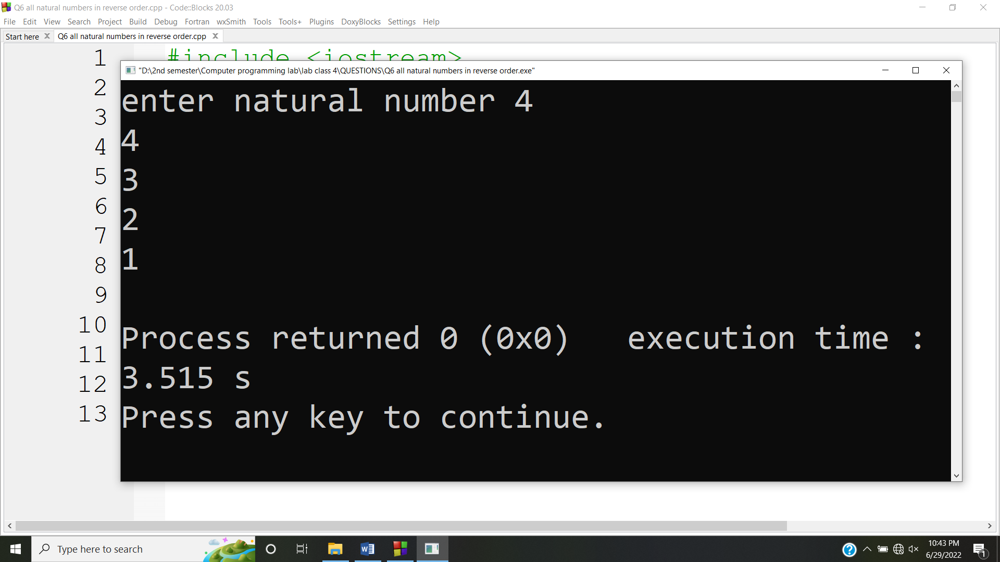 Q6 all natural numbers in reverse order.cpp - Code::Blocks 20.03
File Edit View Search Project Build Debug Fortran wxSmith Tools Tools+ Plugins DoxyBlocks Settings Help
Start here X Q6 all natural numbers in reverse order.cpp X
1 #include <iostream>
"D:\2nd semester\Computer programming lab\lab class 4\QUESTIONS\Q6 all natural numbers in reverse order.exe"
2
3
4
5
6
7
8
9
10
11
12
13
enter natural number 4
4
3
2
1
Process returned 0 (0x0)   execution time :
3.515 s
Press any key to continue.
Type here to search
10:43 PM
6/29/2022
1